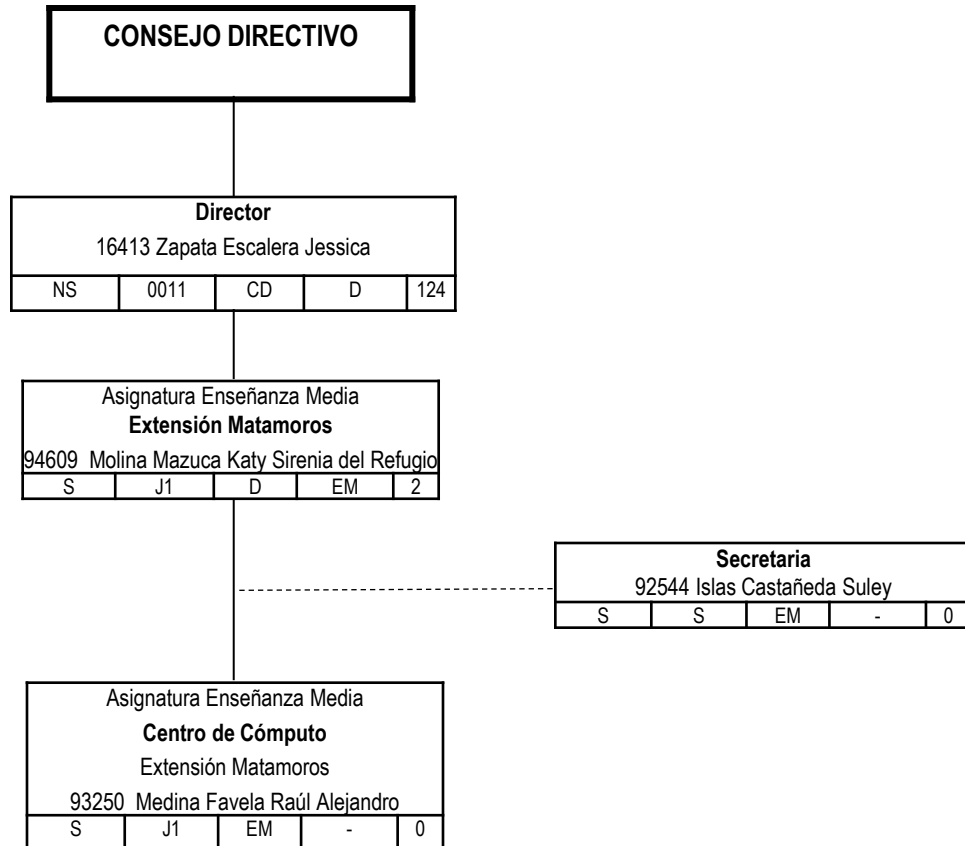 CONSEJO DIRECTIVO
Director
16413 Zapata Escalera Jessica
NS 0011 CD D 124
Asignatura Enseñanza Media
Extensión Matamoros
94609 Molina Mazuca Katy Sirenia del Refugio
S J1 D EM 2
Secretaria
92544 Islas Castañeda Suley
S S EM - 0
Asignatura Enseñanza Media
Centro de Cómputo
Extensión Matamoros
93250 Medina Favela Raúl Alejandro
S J1 EM - 0